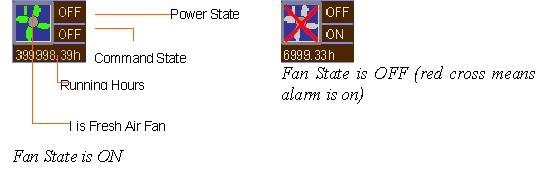 OFF
Power State
OFF
Command State
399998.39h
Running Hours
I is Fresh Air Fan
Fan State is ON
OFF
ON
6999.33h
Fan State is OFF (red cross means
alarm is on)